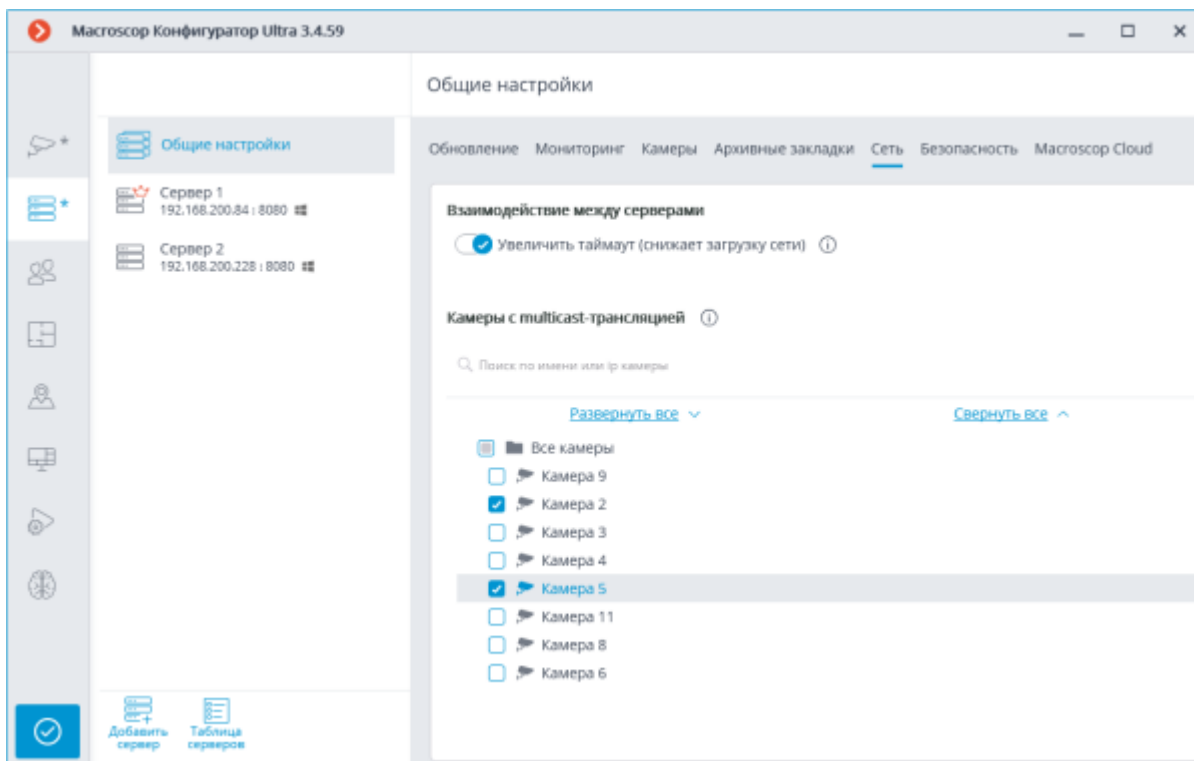 Macroscop Конфигуратор Ultra 3.4.59
Общие настройки
Общие настройки
Обновление Мониторинг Камеры Архивные закладки Сеть Безопасность Macroscop Cloud
Сервер 1
192.168.200.84 : 8080
Сервер 2
192.168.200.228 : 8080
Взаимодействие между серверами
Увеличить таймаут (снижает загрузку сети)
Камеры с multicast-трансляцией
Поиск по имени или ip камеры
Развернуть все Свернуть все
Все камеры
Камера 9
Камера 2
Камера 3
Камера 4
Камера 5
Камера 11
Камера 8
Камера 6
Добавить
сервер
Таблица
серверов